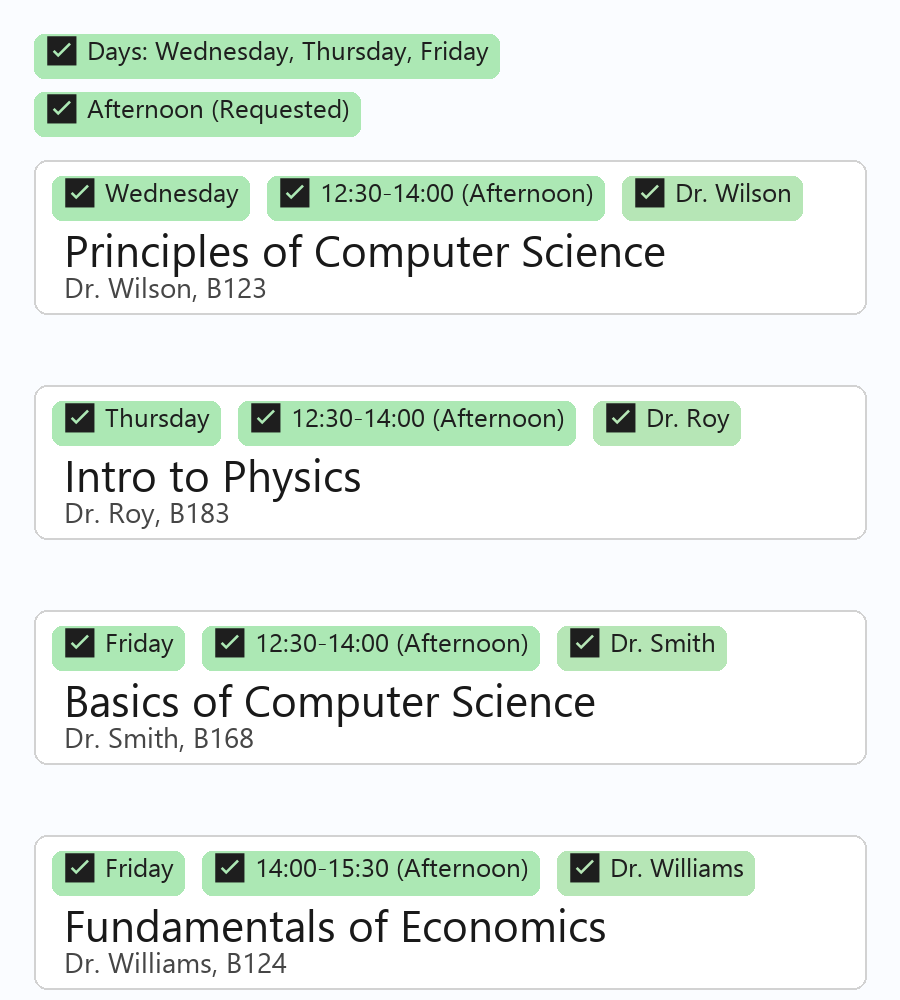 Days: Wednesday, Thursday, Friday
Afternoon (Requested)
Wednesday 12:30-14:00 (Afternoon) Dr. Wilson
Principles of Computer Science
Dr. Wilson, B123
Thursday 12:30-14:00 (Afternoon) Dr. Roy
Intro to Physics
Dr. Roy, B183
Friday 12:30-14:00 (Afternoon) Dr. Smith
Basics of Computer Science
Dr. Smith, B168
Friday 14:00-15:30 (Afternoon) Dr. Williams
Fundamentals of Economics
Dr. Williams, B124